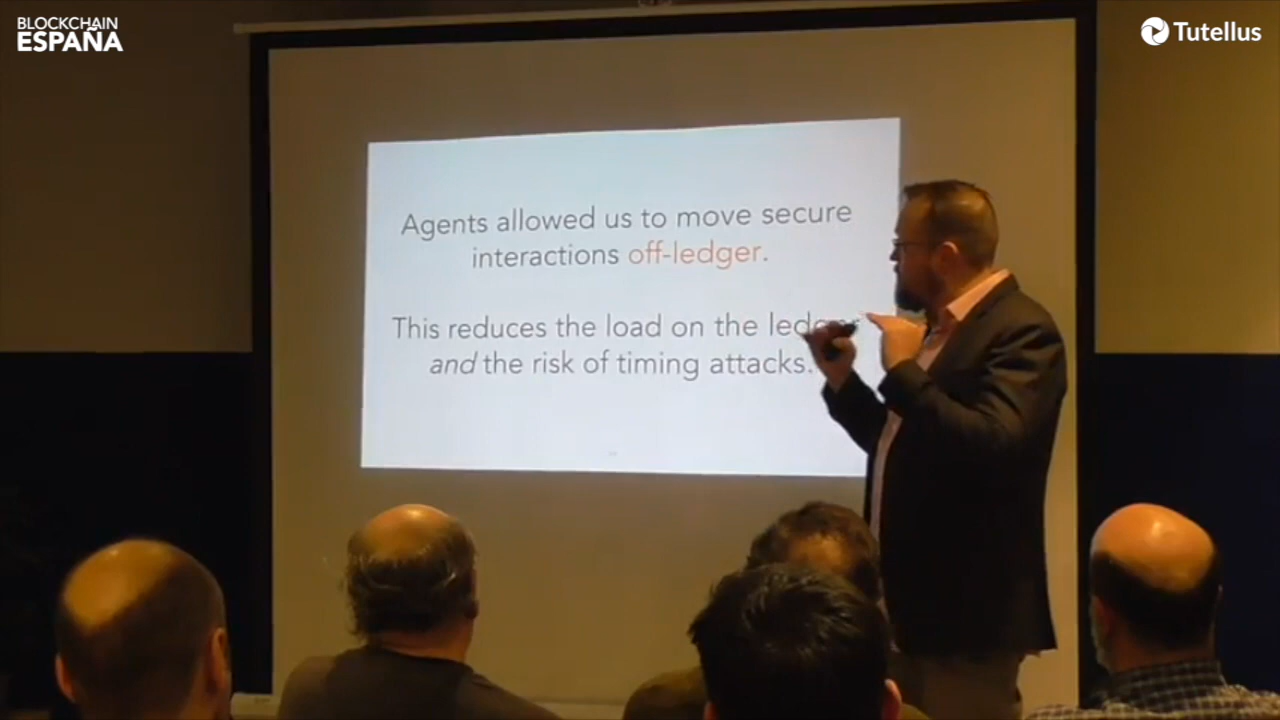 BLOCKCHAIN
ESPAÑA
Tutellus
Agents allowed us to move secure
interactions off-ledger.
This reduces the load on the
and the risk of timing attacks.